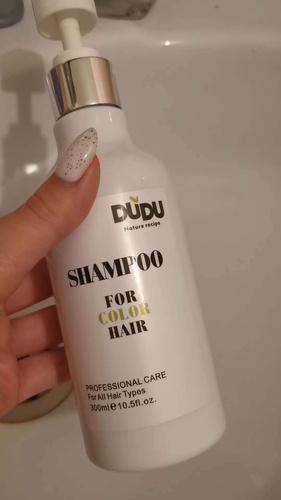 DUDU
Nature recipe
SHAMPOO
FOR
COLOR
HAIR
PROFESSIONAL CARE
For All Hair Types
300ml e 10.5fl.oz.